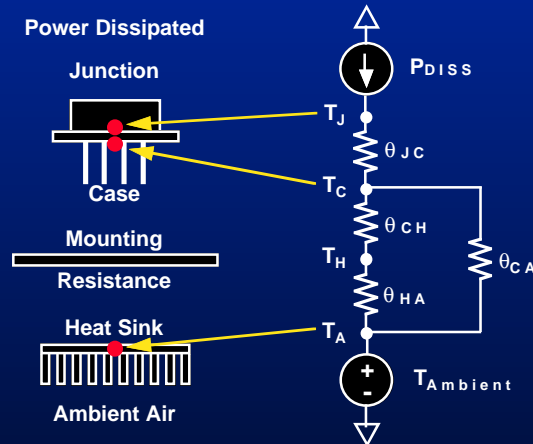 Power Dissipated
Junction
Case
Mounting
Resistance
Heat Sink
Ambient Air
PDISS
TJ
θJC
TC
θCH
TH
θCA
θHA
TA
+
-
TAmbient